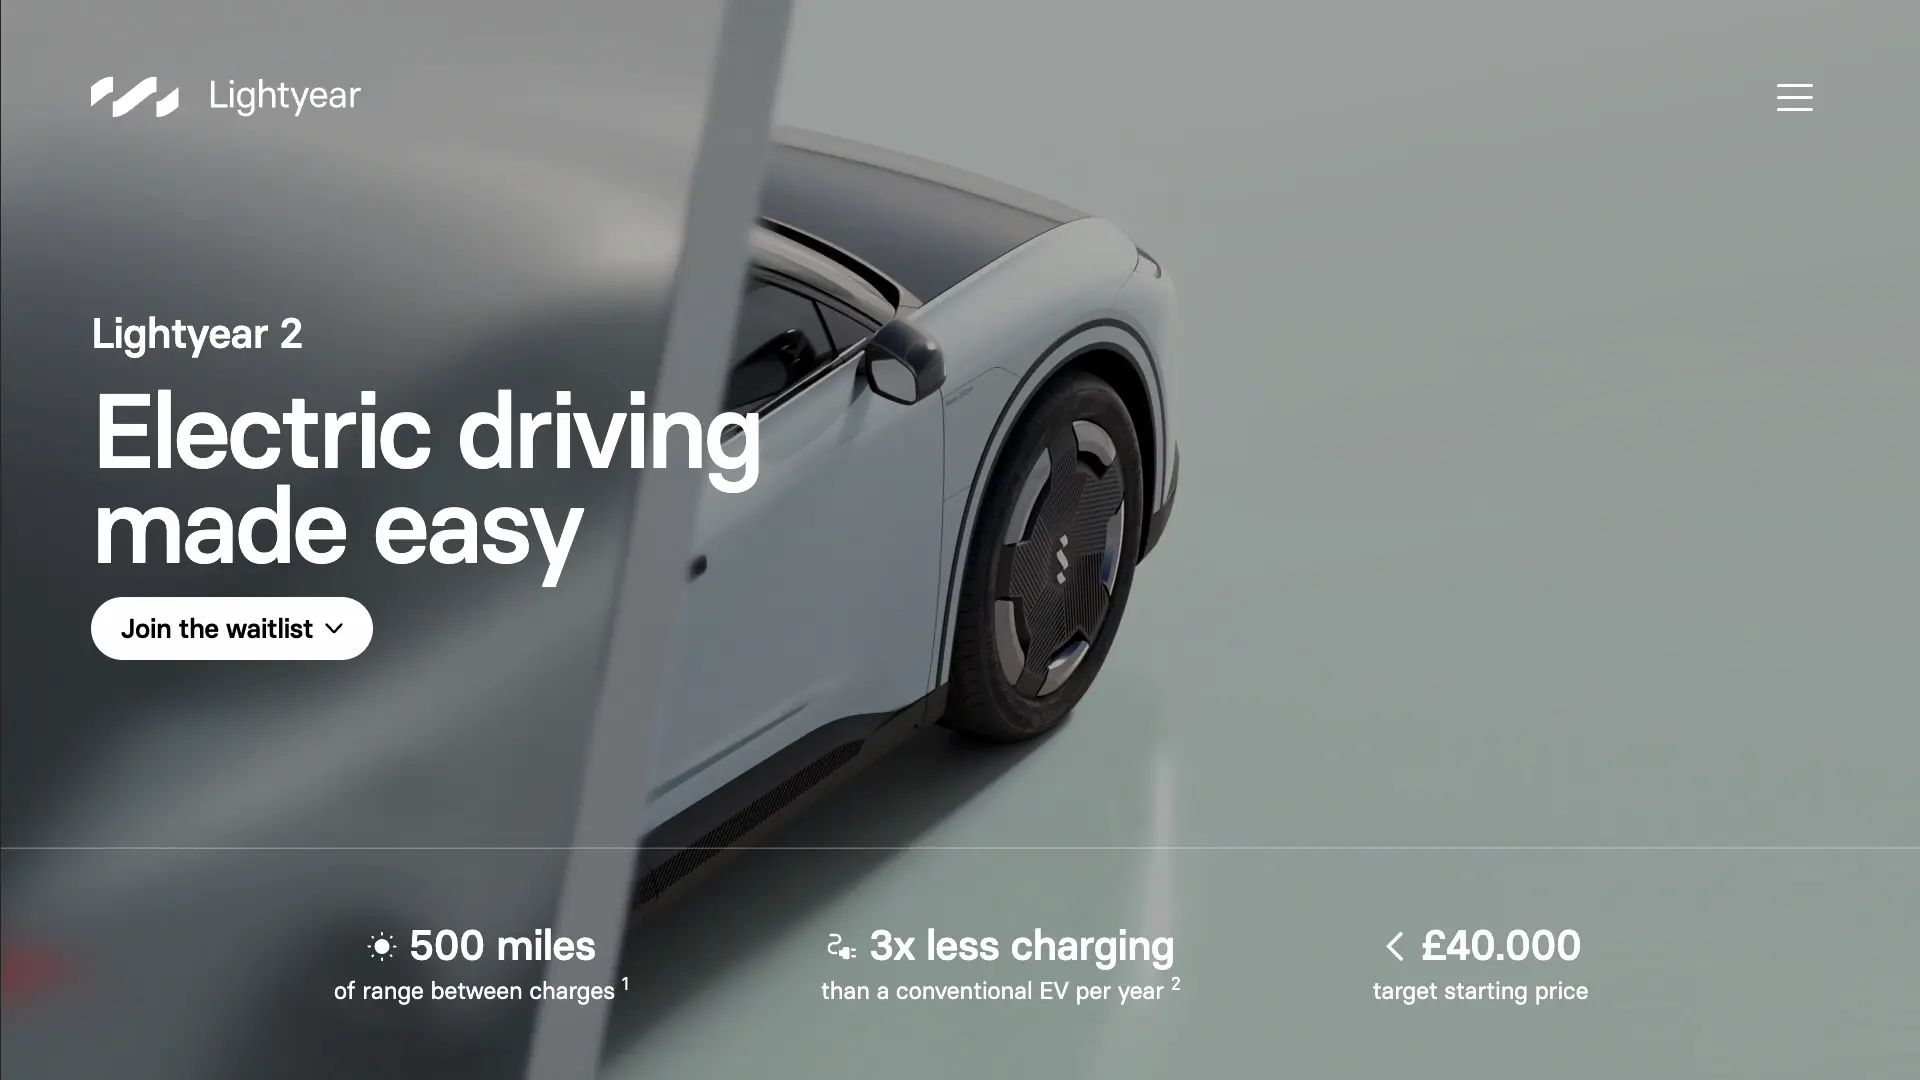 Lightyear
Lightyear 2
Electric driving
made easy
Join the waitlist
500 miles
of range between charges 1
3x less charging
than a conventional EV per year 2
< £40.000
target starting price